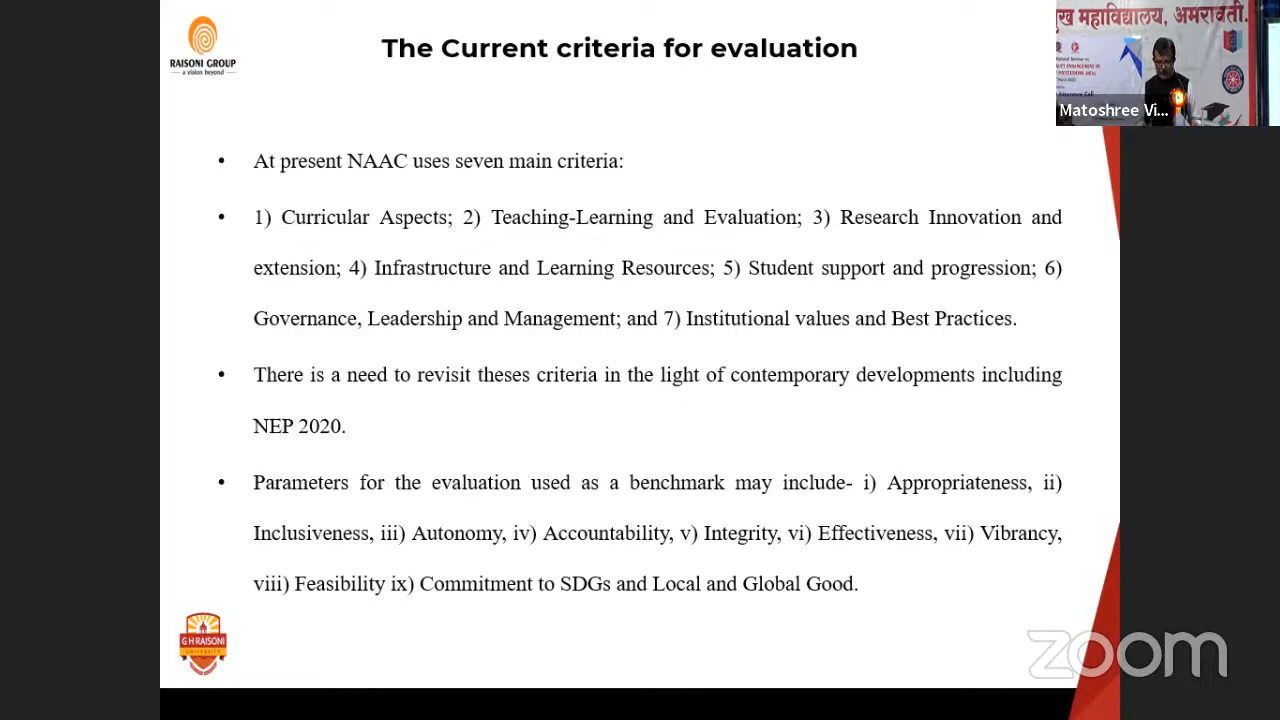 RAISONI GROUP
a vision beyond
The Current criteria for evaluation
ुख महाविद्यालय, अमरावती.
Matoshree Vi...
• At present NAAC uses seven main criteria:
• 1) Curricular Aspects; 2) Teaching-Learning and Evaluation; 3) Research Innovation and
extension; 4) Infrastructure and Learning Resources; 5) Student support and progression; 6)
Governance, Leadership and Management; and 7) Institutional values and Best Practices.
• There is a need to revisit theses criteria in the light of contemporary developments including
NEP 2020.
• Parameters for the evaluation used as a benchmark may include- i) Appropriateness, ii)
Inclusiveness, iii) Autonomy, iv) Accountability, v) Integrity, vi) Effectiveness, vii) Vibrancy,
viii) Feasibility ix) Commitment to SDGs and Local and Global Good.
G H RAISONI
UNIVERSITY
zoom